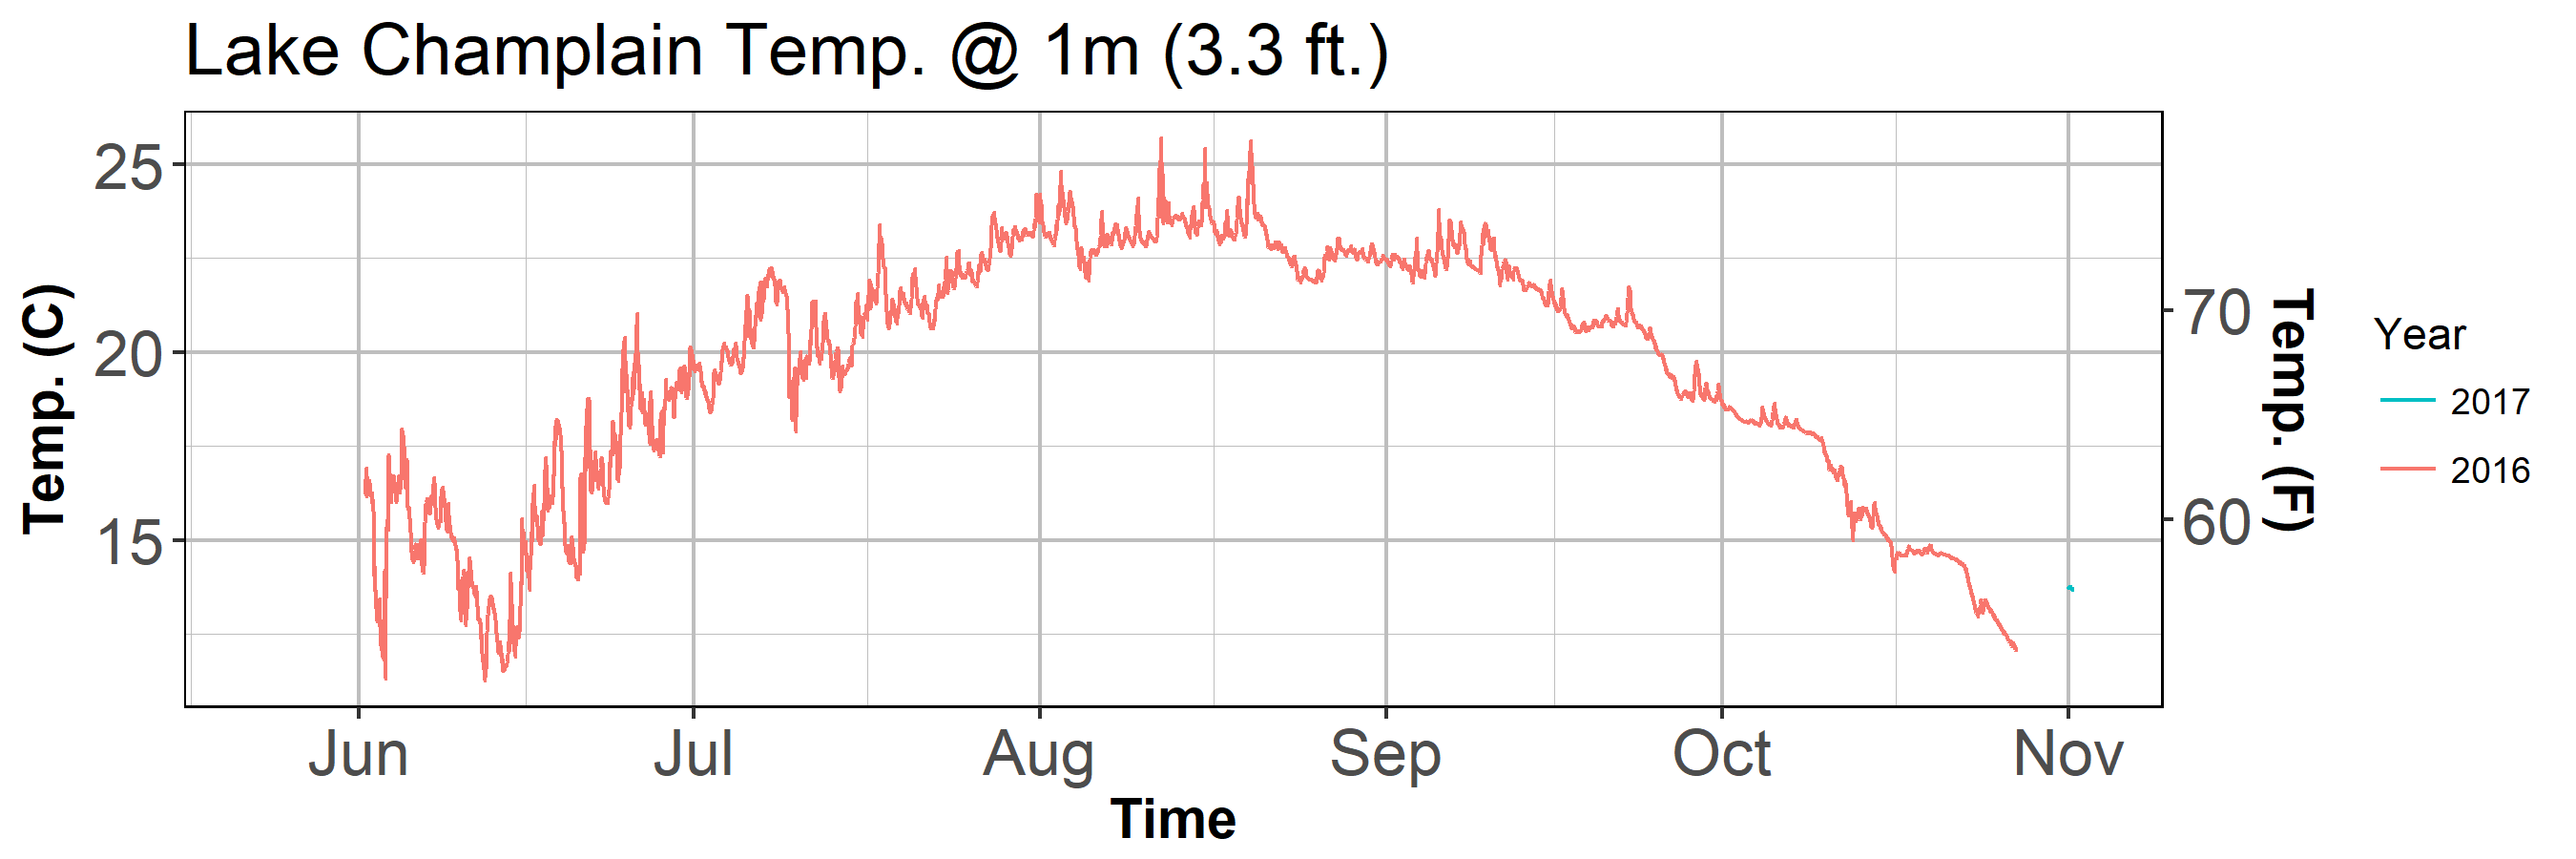 Lake Champlain Temp. @ 1m (3.3 ft.)
Temp. (C)
25
20
15
70
60
Temp. (F)
Year
2017
2016
Jun Jul Aug Sep Oct Nov
Time